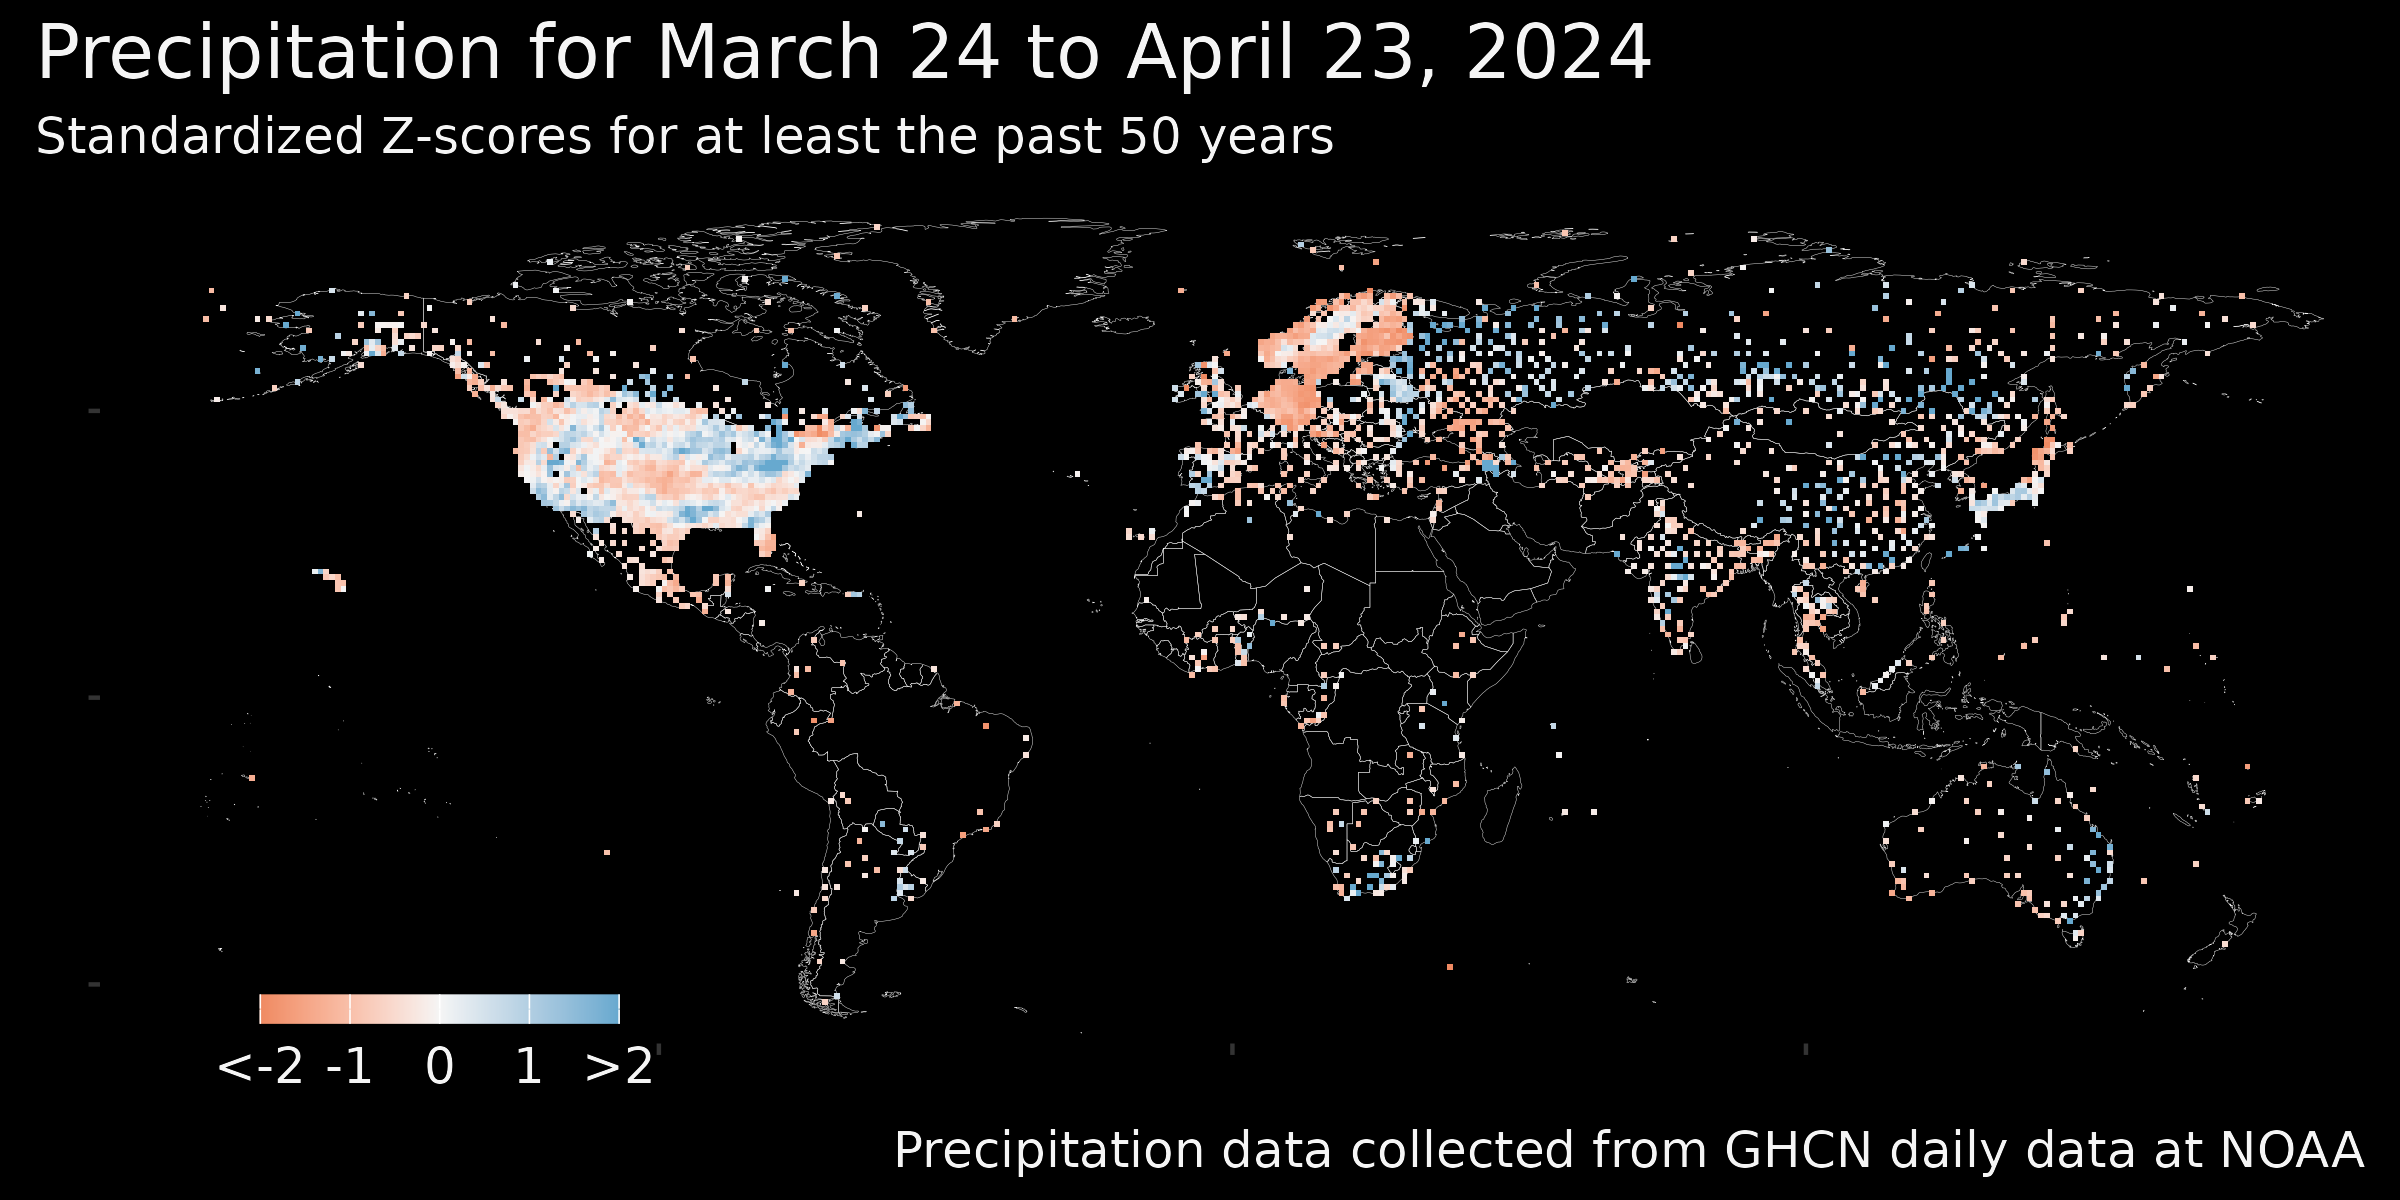 Precipitation for March 24 to April 23, 2024
Standardized Z-scores for at least the past 50 years
<-2 -1 0 1 >2
Precipitation data collected from GHCN daily data at NOAA